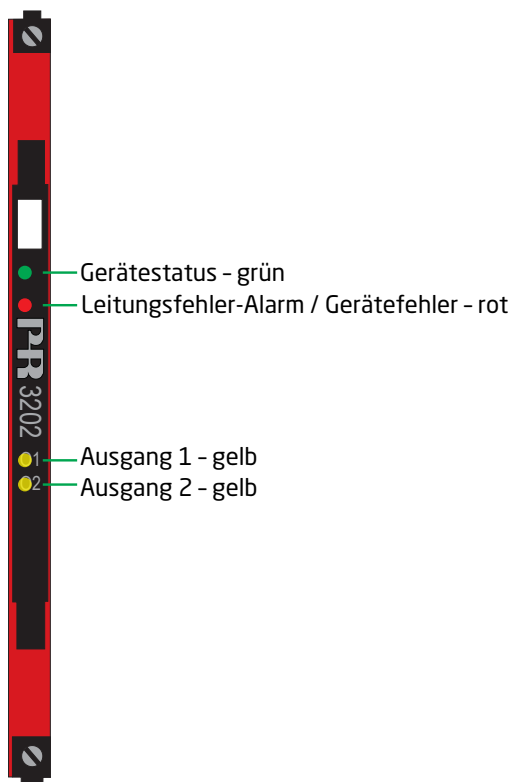 Gerätestatus – grün
Leitungsfehler-Alarm / Gerätefehler – rot
PR
3202
1
Ausgang 1 – gelb
2
Ausgang 2 – gelb